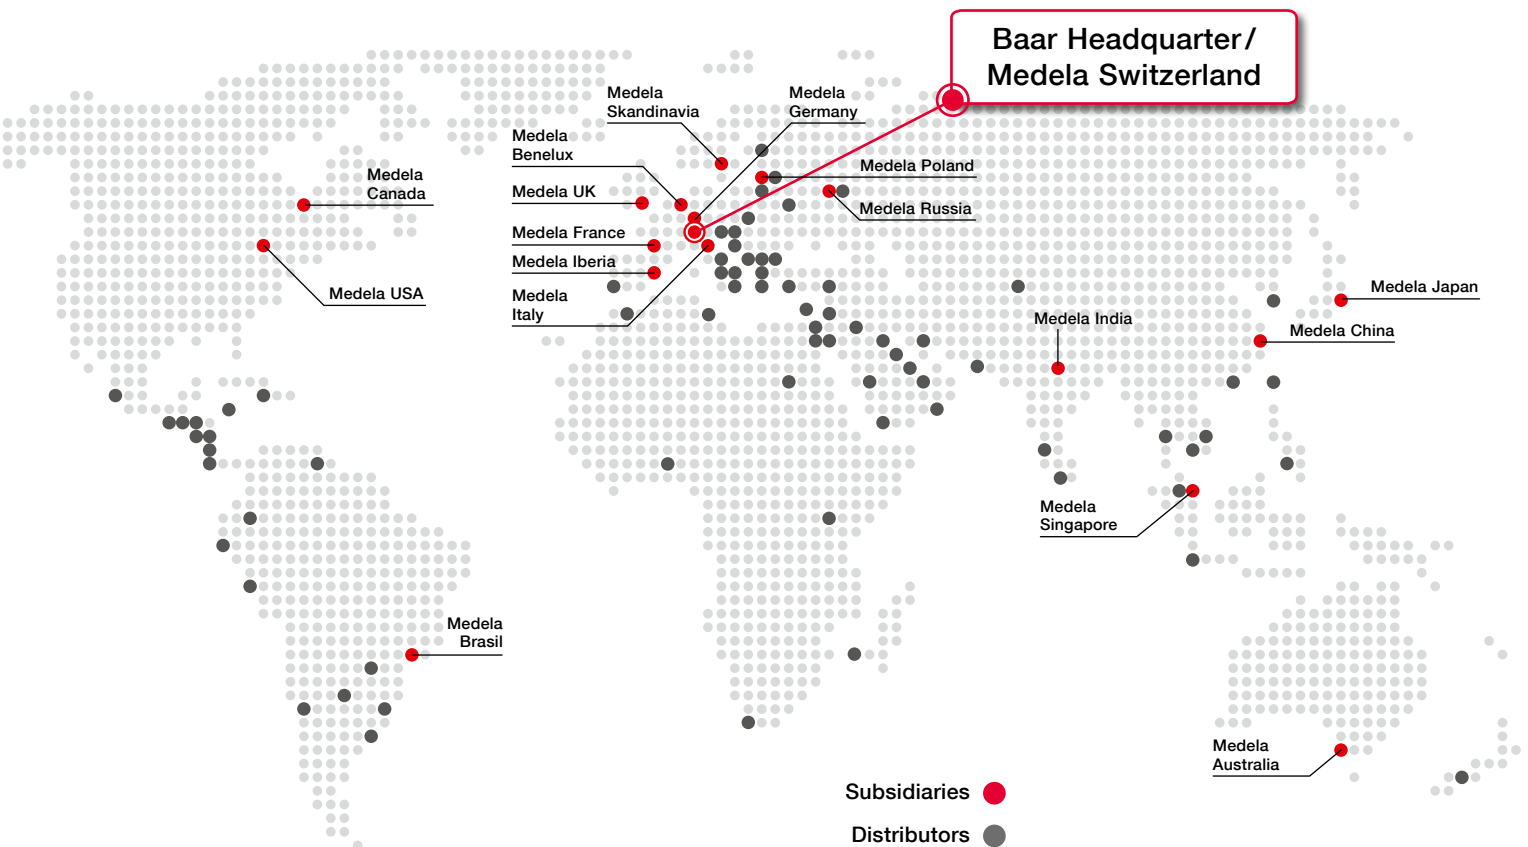 Baar Headquarter/
Medela Switzerland
Medela
Skandinavia
Medela
Germany
Medela
Benelux
Medela Poland
Medela
Canada
Medela UK
Medela Russia
Medela France
Medela Iberia
Medela USA
Medela
Italy
Medela Japan
Medela India
Medela China
Medela
Singapore
Medela
Brasil
Medela
Australia
Subsidiaries
Distributors